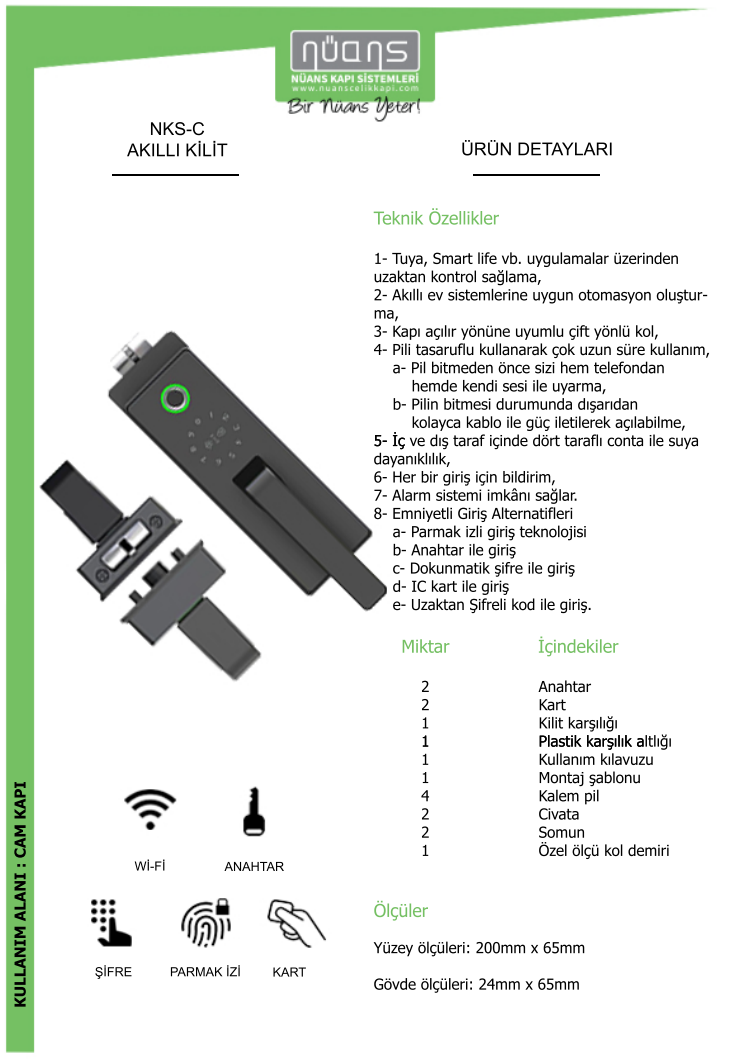 nüans
NÜANS KAPI SİSTEMLERİ
www.nuanscelikkapi.com
Bir Nüans Yeter!
NKS-C
AKILLI KİLİT
ÜRÜN DETAYLARI
Teknik Özellikler
1- Tuya, Smart life vb. uygulamalar üzerinden
uzaktan kontrol sağlama,
2- Akıllı ev sistemlerine uygun otomasyon oluştur-
ma,
3- Kapı açılır yönüne uyumlu çift yönlü kol,
4- Pili tasaruflu kullanarak çok uzun süre kullanım,
a- Pil bitmeden önce sizi hem telefondan
hemde kendi sesi ile uyarma,
b- Pilin bitmesi durumunda dışarıdan
kolayca kablo ile güç iletilerek açılabilme,
5- İç ve dış taraf içinde dört taraflı conta ile suya
dayanıklılık,
6- Her bir giriş için bildirim,
7- Alarm sistemi imkânı sağlar.
8- Emniyetli Giriş Alternatifleri
a- Parmak izli giriş teknolojisi
b- Anahtar ile giriş
c- Dokunmatik şifre ile giriş
d- IC kart ile giriş
e- Uzaktan Şifreli kod ile giriş.
Miktar İçindekiler
2 Anahtar
2 Kart
1 Kilit karşılığı
1 Plastik karşılık altlığı
1 Kullanım kılavuzu
1 Montaj şablonu
4 Kalem pil
2 Civata
2 Somun
1 Özel ölçü kol demiri
Ölçüler
Yüzey ölçüleri: 200mm x 65mm
Gövde ölçüleri: 24mm x 65mm
Wİ-Fİ ANAHTAR
ŞİFRE PARMAK İZİ KART
KULLANIM ALANI : CAM KAPI